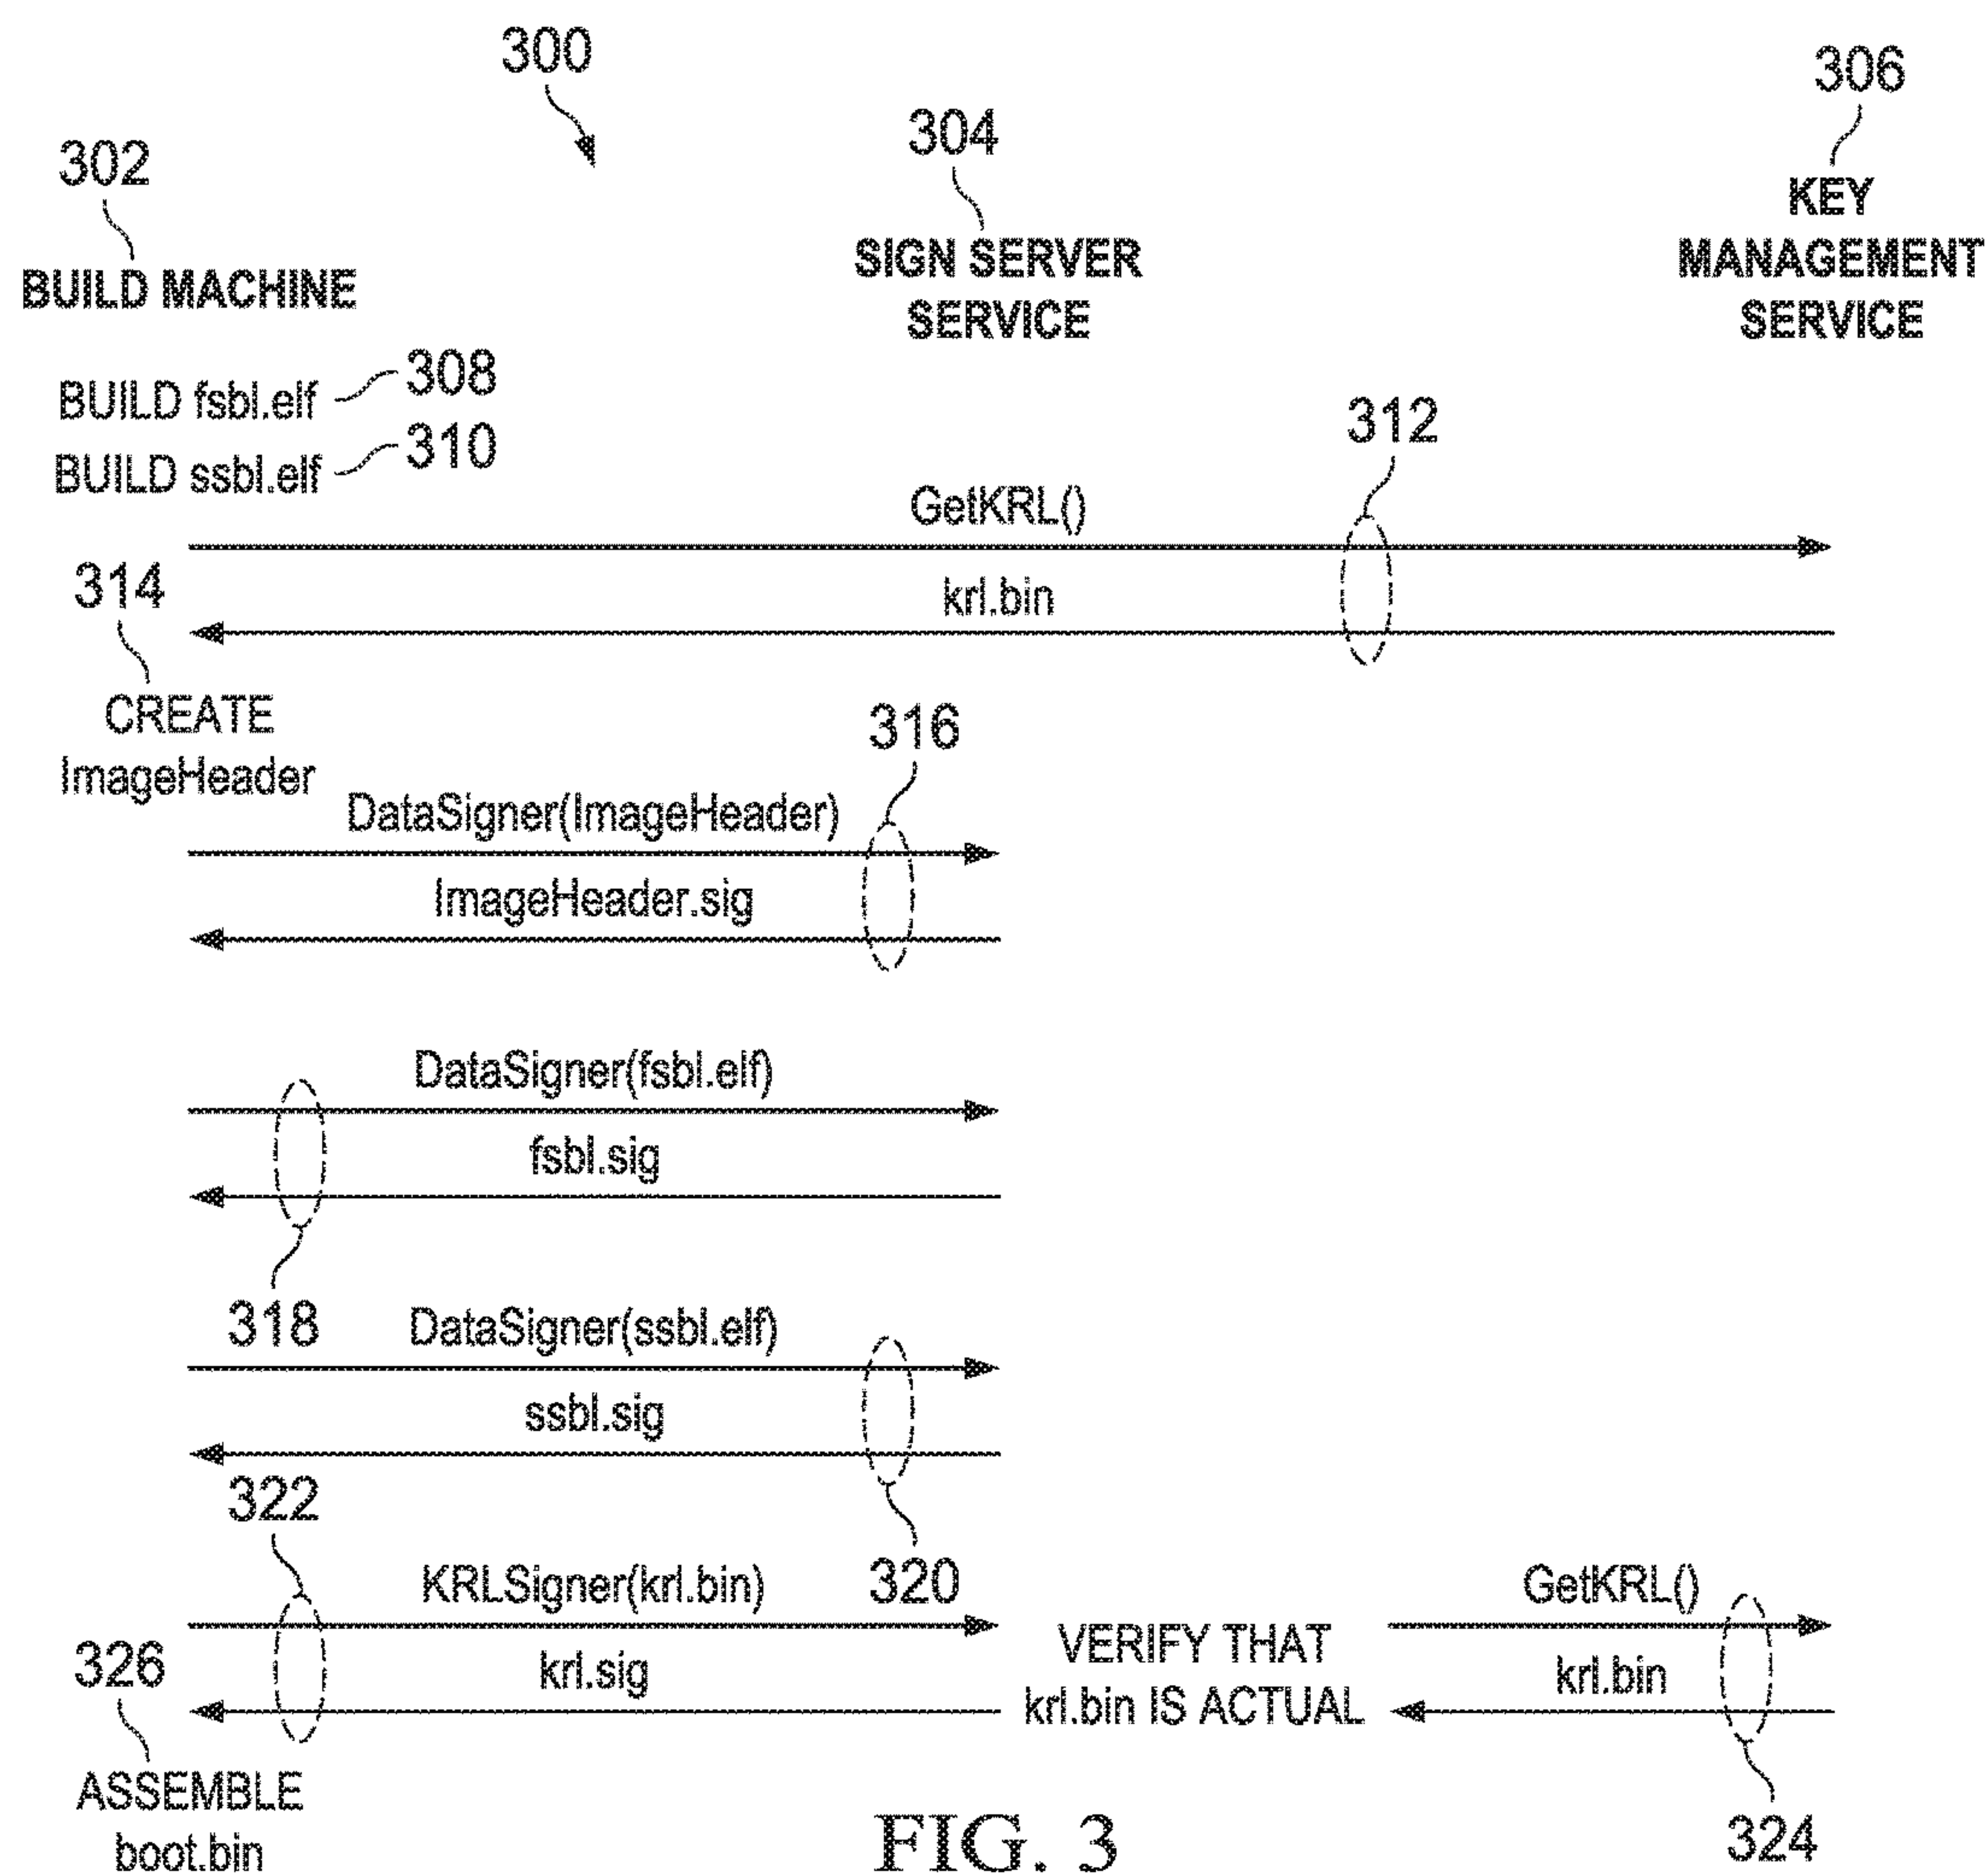 300
306
304
302
KEY
MANAGEMENT
SERVICE
SIGN SERVER
SERVICE
BUILD MACHINE
BUILD fsbl.elf 308
BUILD ssbl.elf 310
312
GetKRL()
krl.bin
314
CREATE
ImageHeader
316
DataSigner(ImageHeader)
ImageHeader.sig
DataSigner(fsbl.elf)
fsbl.sig
318
DataSigner(ssbl.elf)
ssbl.sig
320
322
KRLSigner(krl.bin)
krl.sig
VERIFY THAT
krl.bin IS ACTUAL
GetKRL()
krl.bin
324
326
ASSEMBLE
boot.bin
FIG. 3